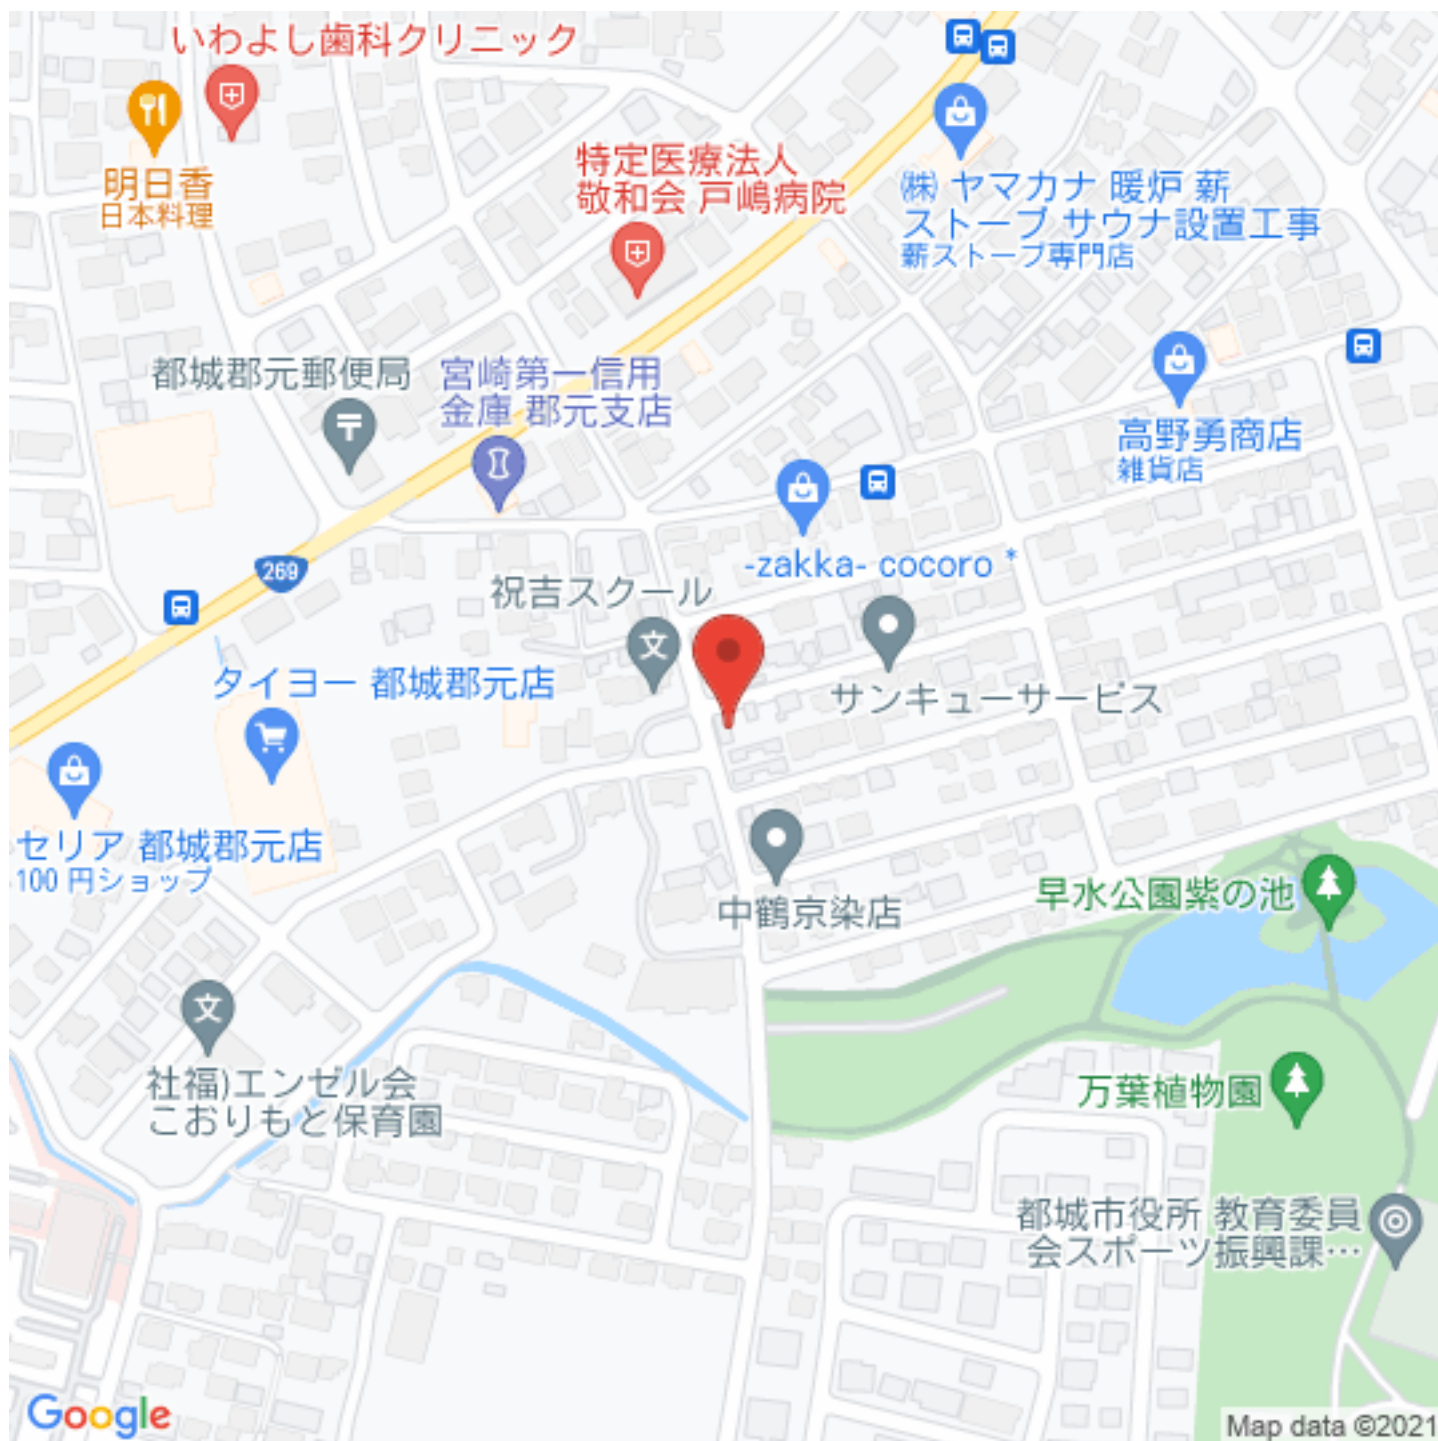 いわよし歯科クリニック
明日香
日本料理
特定医療法人
敬和会 戸嶋病院
㈱ ヤマカナ 暖炉 薪
ストーブ サウナ設置工事
薪ストーブ専門店
都城郡元郵便局
宮崎第一信用
金庫 郡元支店
高野勇商店
雑貨店
269
-zakka- cocoro *
祝吉スクール
文
サンキューサービス
タイヨー 都城郡元店
セリア 都城郡元店
100 円ショップ
中鶴京染店
早水公園紫の池
文
社福)エンゼル会
こおりもと保育園
万葉植物園
都城市役所 教育委員
会スポーツ振興課…
Google
Map data ©2021